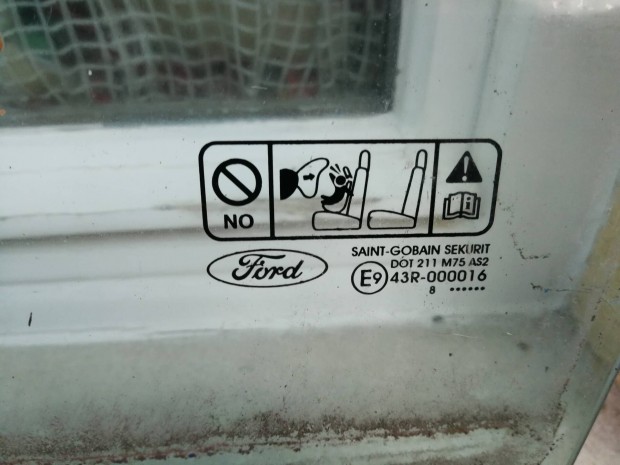 NO
Ford
SAINT-GOBAIN SEKURIT
DOT 211 M75 AS2
E9 43R-000016
8 ••••••